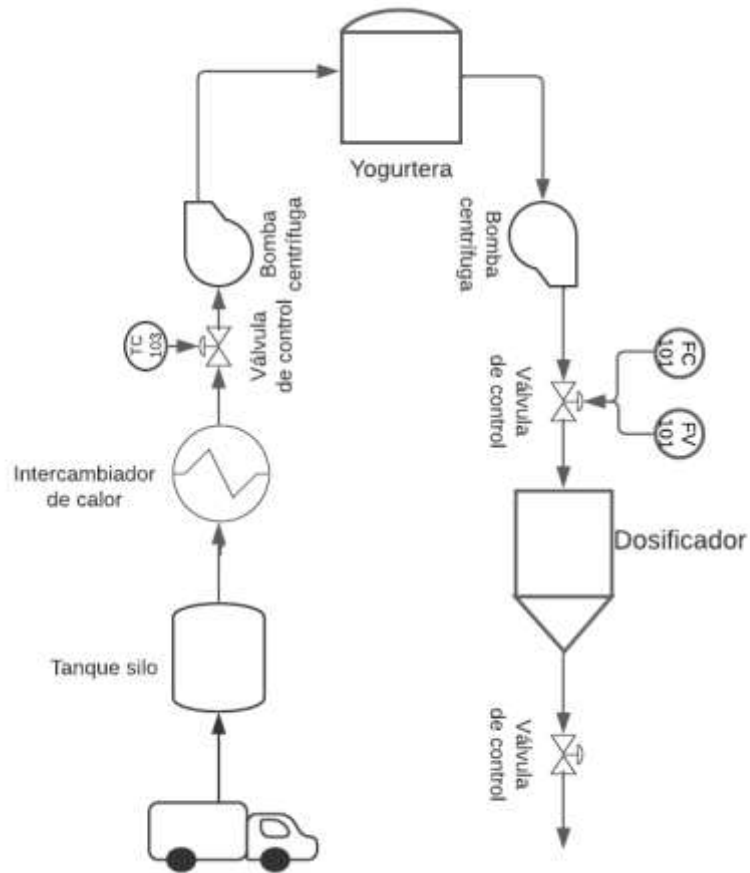 Yogurtera
Bomba
centrífuga
Bomba
centrífuga
TC
103
Válvula
de control
Válvula
de control
FC
101
FV
101
Intercambiador
de calor
Dosificador
Tanque silo
Válvula
de control